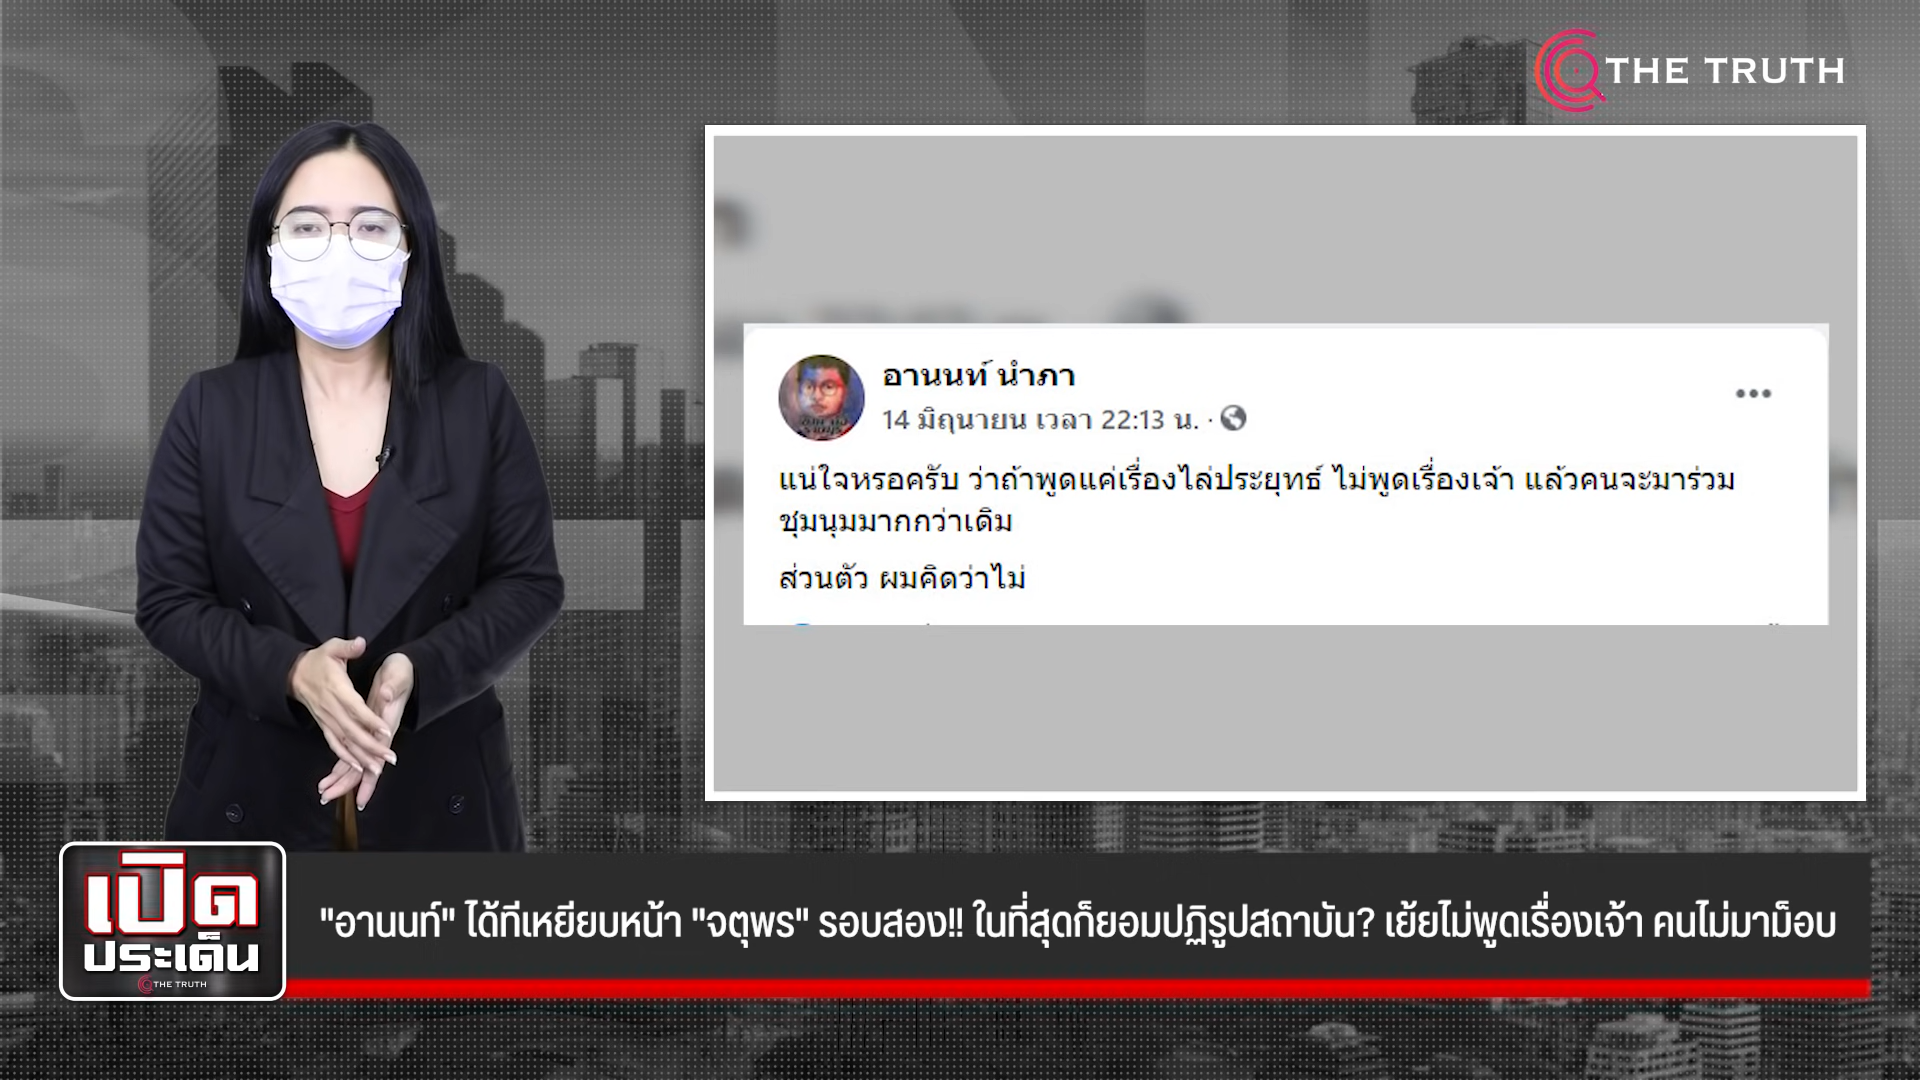 THE TRUTH
อานนท์ นำภา
14 มิถุนายน เวลา 22:13 น. ·
แน่ใจหรอครับ ว่าถ้าพูดแค่เรื่องไล่ประยุทธ์ ไม่พูดเรื่องเจ้า แล้วคนจะมาร่วม
ชุมนุมมากกว่าเดิม
ส่วนตัว ผมคิดว่าไม่
เปิด
ประเด็น
THE TRUTH
"อานนท์" ได้ทีเหยียบหน้า "จตุพร" รอบสอง!! ในที่สุดก็ยอมปฏิรูปสถาบัน? เย้ยไม่พูดเรื่องเจ้า คนไม่มาม็อบ